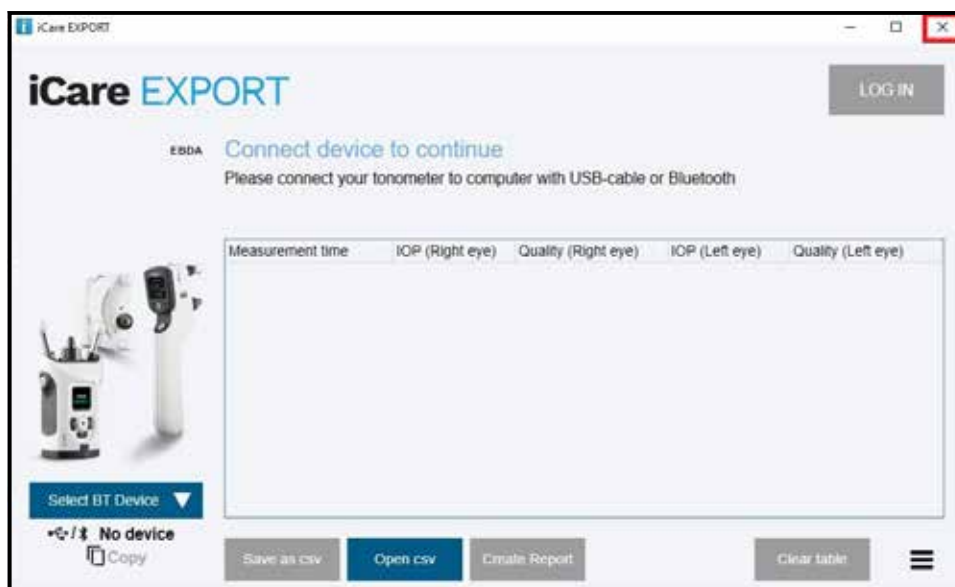 iCare EXPORT
iCare EXPORT
LOG IN
EBDA
Connect device to continue
Please connect your tonometer to computer with USB-cable or Bluetooth
Measurement time IOP (Right eye) Quality (Right eye) IOP (Left eye) Quality (Left eye)
Select BT Device
/ No device
Copy
Save as csv Open csv Create Report Clear table